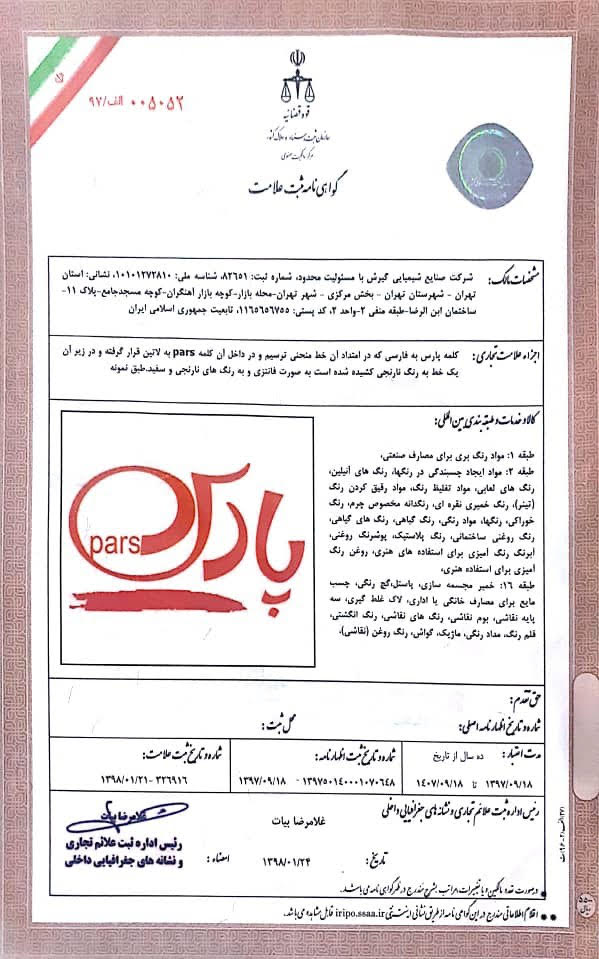 ۰۰۵۰۵۲ الف/۹۷
قوه قضائیه
سازمان ثبت اسناد و املاک کشور
مرکز مالکیت معنوی
گواهی نامه ثبت علامت
مشخصات مالک: شرکت صنایع شیمیایی گیرش با مسئولیت محدود، شماره ثبت: ۸۲۶۵۱، شناسه ملی: ۱۰۱۰۱۲۷۲۸۱۰، نشانی: استان
تهران - شهرستان تهران - بخش مرکزی - شهر تهران-محله بازار-کوچه بازار آهنگران-کوچه مسجدجامع-پلاک ۱۱-
ساختمان ابن الرضا-طبقه منفی ۲-واحد ۲، کد پستی: ۱۱۶۵۶۵۶۷۵۵، تابعیت جمهوری اسلامی ایران
اجزاء علامت تجاری: کلمه پارس به فارسی که در امتداد آن خط منحنی ترسیم و در داخل آن کلمه pars به لاتین قرار گرفته و در زیر آن
یک خط به رنگ نارنجی کشیده شده است به صورت فانتزی و به رنگ های نارنجی و سفید.طبق نمونه
کالا و خدمات و طبقه بندی بین المللی:
طبقه ۱: مواد رنگ بری برای مصارف صنعتی.
طبقه ۲: مواد ایجاد چسبندگی در رنگها، رنگ های آنیلین،
رنگ های لعابی، مواد تغلیظ رنگ، مواد رقیق کردن رنگ
(تینر)، رنگ خمیری نقره ای، رنگدانه مخصوص چرم، رنگ
خوراکی، رنگها، مواد رنگی، رنگ گیاهی، رنگ های گیاهی،
رنگ روغنی ساختمانی، رنگ پلاستیک، پوشرنگ روغنی،
آبرنگ رنگ آمیزی برای استفاده های هنری، روغن رنگ
آمیزی برای استفاده هنری.
طبقه ۱۶: خمیر مجسمه سازی، پاستل،گچ رنگی، چسب
مایع برای مصارف خانگی یا اداری، لاک غلط گیری، سه
پایه نقاشی، بوم نقاشی، رنگ های نقاشی، رنگ انگشتی،
قلم رنگ، مداد رنگی، ماژیک، گواش، رنگ روغن (نقاشی).
پارس
pars
حق تقدم:
شماره و تاریخ اظهارنامه اصلی:
محل ثبت:
مدت اعتبار: ده سال از تاریخ
۱۳۹۷/۰۹/۱۸ تا ۱۴۰۷/۰۹/۱۸
شماره و تاریخ ثبت اظهارنامه:
۱۳۹۷۵۰۱۴۰۰۰۱۰۷۰۶۴۸ - ۱۳۹۷/۰۹/۱۸
شماره و تاریخ ثبت علامت:
۳۲۶۹۱۶ - ۱۳۹۸/۰۱/۲۱
رئیس اداره ثبت علائم تجاری و نشانه های جغرافیایی داخلی
غلامرضا بیات
تاریخ: ۱۳۹۸/۰۱/۲۴
امضاء:
غلامرضا بیات
رئیس اداره ثبت علائم تجاری
و نشانه های جغرافیایی داخلی
درصورت تعدد مالکین و یا تغییرات، مراتب بشرح مندرج در ظهر گواهی نامه می باشد.
اقلام اطلاعاتی مندرج در این گواهی نامه از طریق نشانی اینترنتی iripo.ssaa.ir قابل مشاهده می باشد.